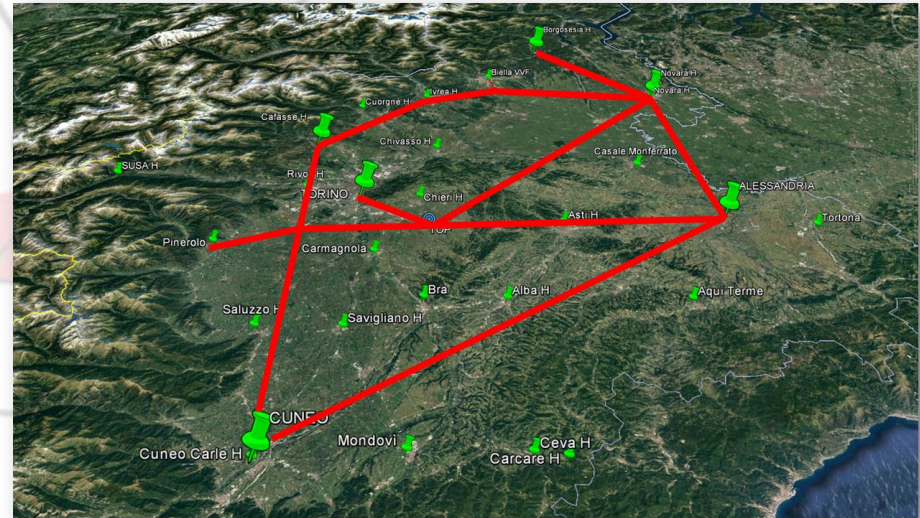 Borgosesia H
Biella VVF
Novara H
Ivrea H
Novara H
Cuorgnè H
Cafasse H
Chivasso H
Casale Monferrato
SUSA H
Rivoli H
TORINO
ALESSANDRIA
Chieri H
Asti H
Tortona
TOP
Pinerolo
Carmagnola
Bra
Alba H
Aqui Terme
Saluzzo H
Savigliano H
CUNEO
Mondovi
Ceva H
Cuneo Carle H
Carcare H